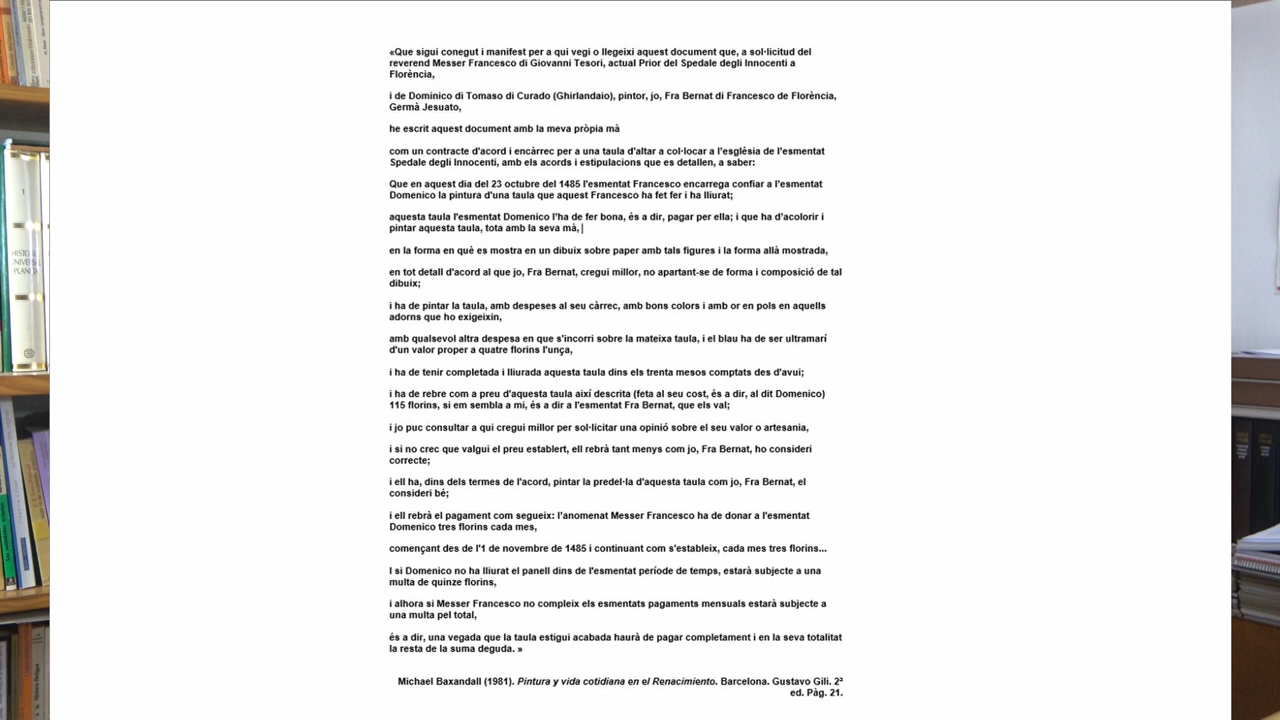 «Que sigui conegut i manifest per a qui vegi o llegeixi aquest document que, a sol·licitud del
reverend Messer Francesco di Giovanni Tesori, actual Prior del Spedale degli Innocenti a
Florència,
i de Dominico di Tomaso di Curado (Ghirlandaio), pintor, jo, Fra Bernat di Francesco de Florència,
Germà Jesuato,
he escrit aquest document amb la meva pròpia mà
com un contracte d'acord i encàrrec per a una taula d'altar a col·locar a l'església de l'esmentat
Spedale degli Innocenti, amb els acords i estipulacions que es detallen, a saber:
Que en aquest dia del 23 octubre del 1485 l'esmentat Francesco encarrega confiar a l'esmentat
Domenico la pintura d'una taula que aquest Francesco ha fet fer i ha lliurat;
aquesta taula l'esmentat Domenico l'ha de fer bona, és a dir, pagar per ella; i que ha d'acolorir i
pintar aquesta taula, tota amb la seva mà,
en la forma en què es mostra en un dibuix sobre paper amb tals figures i la forma allà mostrada,
en tot detall d'acord al que jo, Fra Bernat, cregui millor, no apartant-se de forma i composició de tal
dibuix;
i ha de pintar la taula, amb despeses al seu càrrec, amb bons colors i amb or en pols en aquells
adorns que ho exigeixin,
amb qualsevol altra despesa en que s'incorri sobre la mateixa taula, i el blau ha de ser ultramarí
d'un valor proper a quatre florins l'unça,
i ha de tenir completada i lliurada aquesta taula dins els trenta mesos comptats des d'avui;
i ha de rebre com a preu d'aquesta taula així descrita (feta al seu cost, és a dir, al dit Domenico)
115 florins, si em sembla a mi, és a dir a l'esmentat Fra Bernat, que els val;
i jo puc consultar a qui cregui millor per sol·licitar una opinió sobre el seu valor o artesania,
i si no crec que valgui el preu establert, ell rebrà tant menys com jo, Fra Bernat, ho consideri
correcte;
i ell ha, dins dels termes de l'acord, pintar la predel·la d'aquesta taula com jo, Fra Bernat, el
consideri bé;
i ell rebrà el pagament com segueix: l'anomenat Messer Francesco ha de donar a l'esmentat
Domenico tres florins cada mes,
començant des de l'1 de novembre de 1485 i continuant com s'estableix, cada mes tres florins...
I si Domenico no ha lliurat el panell dins de l'esmentat període de temps, estarà subjecte a una
multa de quinze florins,
i alhora si Messer Francesco no compleix els esmentats pagaments mensuals estarà subjecte a
una multa pel total,
és a dir, una vegada que la taula estigui acabada haurà de pagar completament i en la seva totalitat
la resta de la suma deguda. »
Michael Baxandall (1981). Pintura y vida cotidiana en el Renacimiento. Barcelona. Gustavo Gili. 2ª
ed. Pàg. 21.